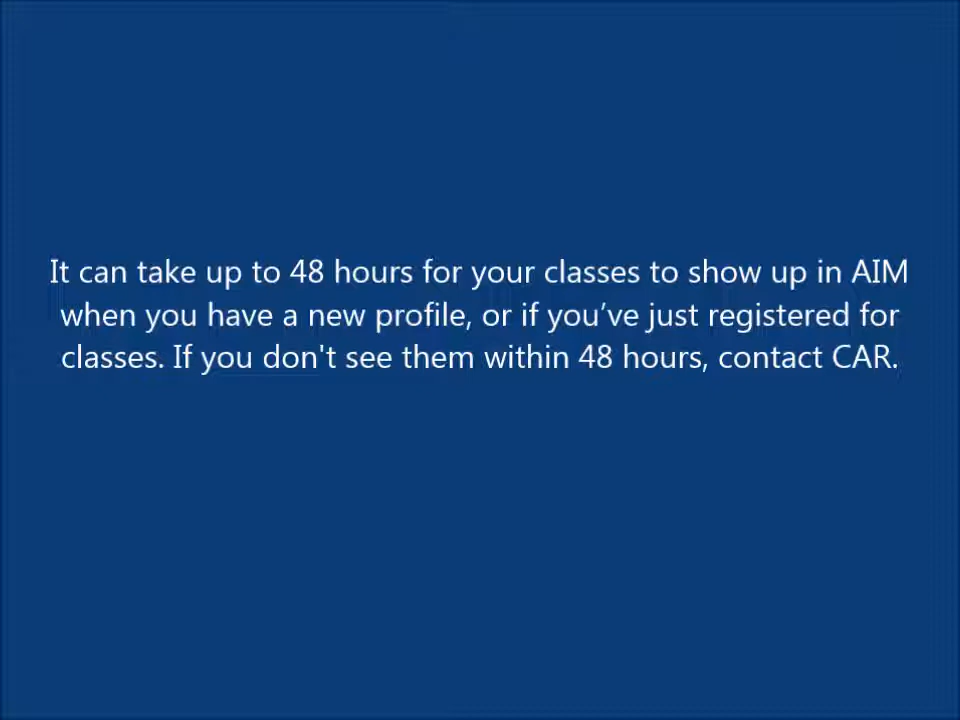 It can take up to 48 hours for your classes to show up in AIM
when you have a new profile, or if you’ve just registered for
classes. If you don't see them within 48 hours, contact CAR.